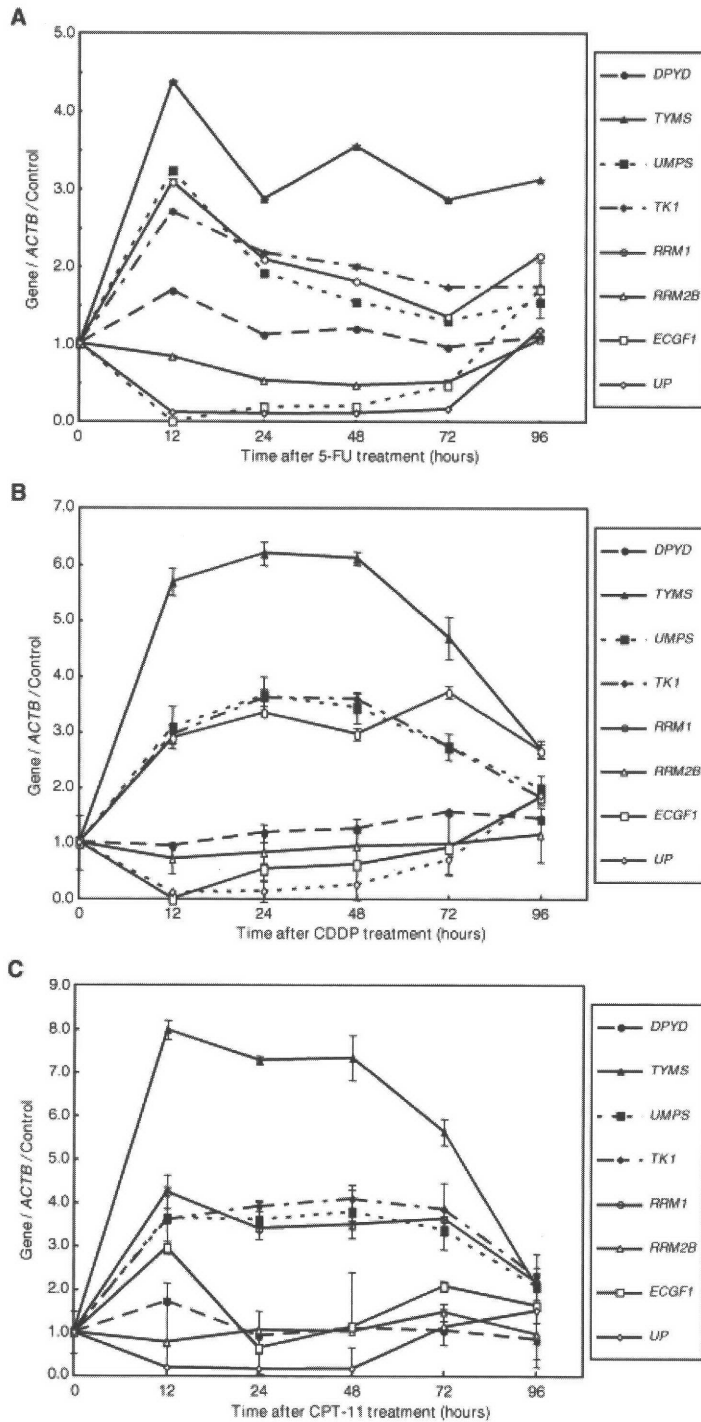 A
Gene / ACTB / Control
5.0
4.0
3.0
2.0
1.0
0.0
0 12 24 48 72 96
Time after 5-FU treatment (hours)
DPYD
TYMS
UMPS
TK1
RRM1
RRM2B
ECGF1
UP
B
Gene / ACTB / Control
7.0
6.0
5.0
4.0
3.0
2.0
1.0
0.0
0 12 24 48 72 96
Time after CDDP treatment (hours)
DPYD
TYMS
UMPS
TK1
RRM1
RRM2B
ECGF1
UP
C
Gene / ACTB / Control
9.0
8.0
7.0
6.0
5.0
4.0
3.0
2.0
1.0
0.0
0 12 24 48 72 96
Time after CPT-11 treatment (hours)
DPYD
TYMS
UMPS
TK1
RRM1
RRM2B
ECGF1
UP